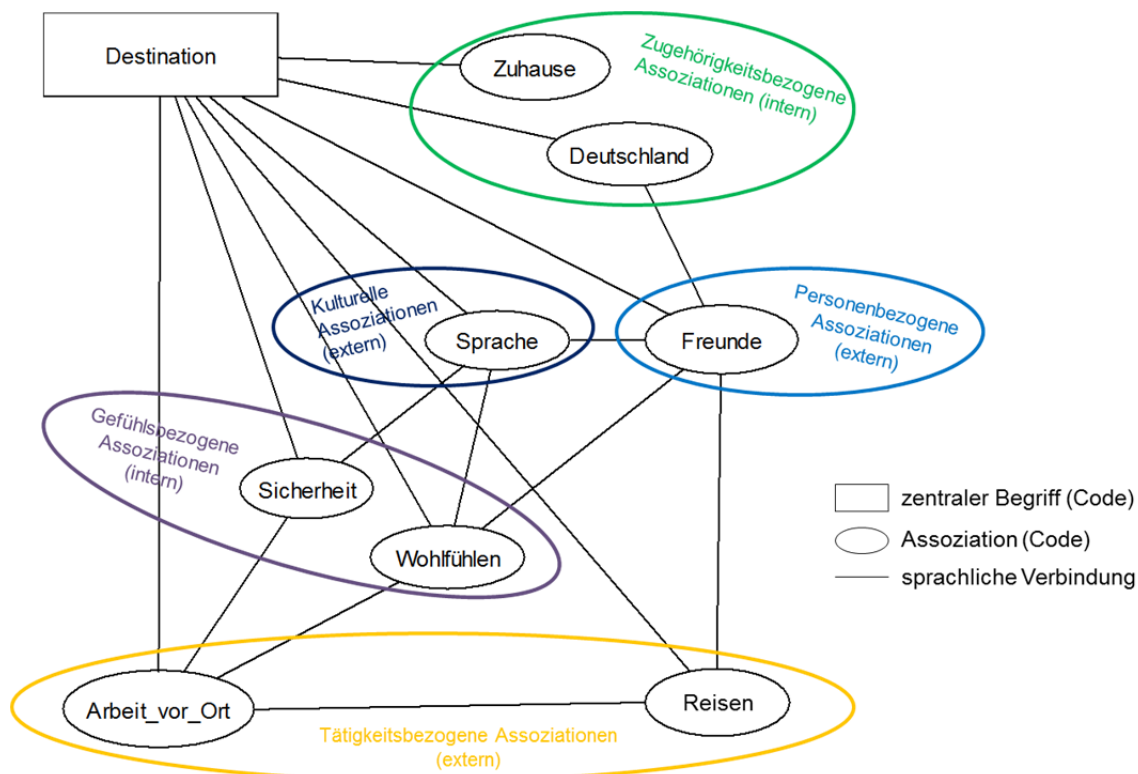 Destination
Zuhause
Zugehörigkeitsbezogene
Assoziationen (intern)
Deutschland
Kulturelle
Assoziationen
(extern)
Sprache
Freunde
Personenbezogene
Assoziationen
(extern)
Gefühlsbezogene
Assoziationen
(intern)
Sicherheit
Wohlfühlen
zentraler Begriff (Code)
Assoziation (Code)
sprachliche Verbindung
Arbeit_vor_Ort
Reisen
Tätigkeitsbezogene Assoziationen
(extern)